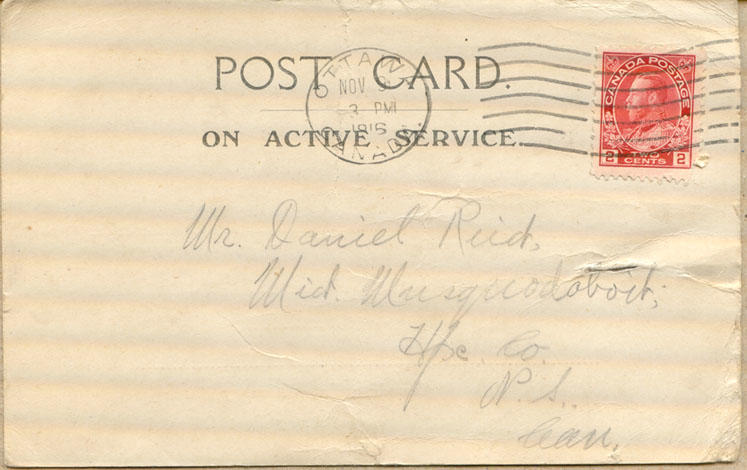 POST CARD.
ON ACTIVE SERVICE.
OTTAWA
NOV
3 PM
1916
CANADA
CANADA POSTAGE
2 TWO CENTS 2
Mr. Daniel Reid,
Mid. Musquodoboit,
Hfx. Co.
N.S.
Can.